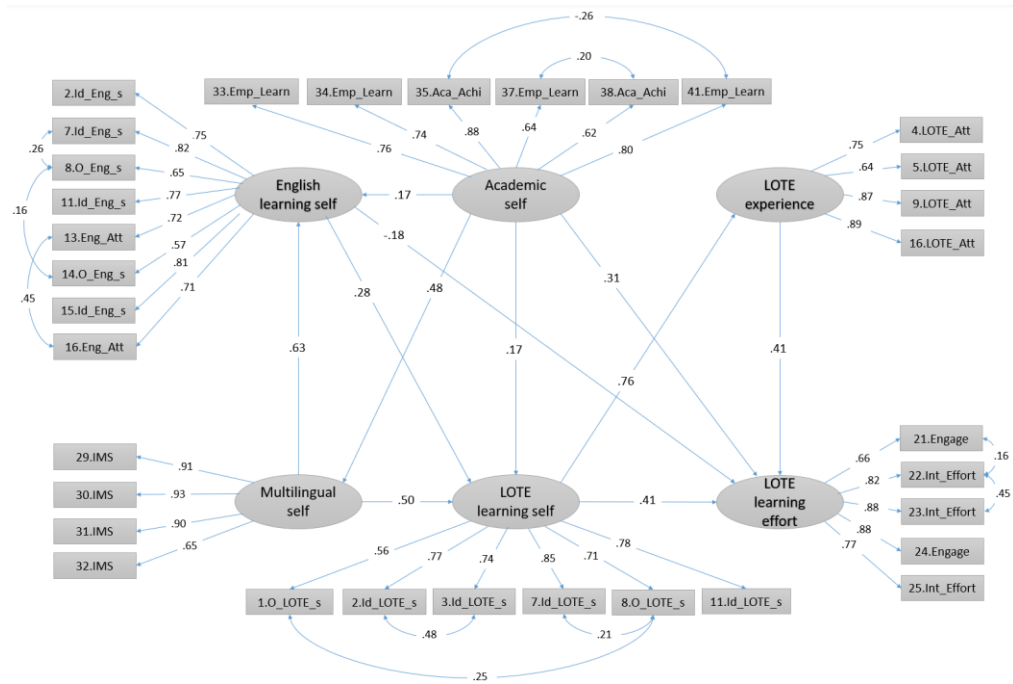 -.26
.20
2.Id_Eng_s
33.Emp_Learn
34.Emp_Learn
35.Aca_Achi
37.Emp_Learn
38.Aca_Achi
41.Emp_Learn
7.Id_Eng_s
8.O_Eng_s
11.Id_Eng_s
13.Eng_Att
14.O_Eng_s
15.Id_Eng_s
16.Eng_Att
.26
.16
.45
.75
.82
.65
.77
.72
.57
.81
.71
English
learning self
.76
.74
.88
.64
.62
.80
Academic
self
LOTE
experience
.75
.64
.87
.89
4.LOTE_Att
5.LOTE_Att
9.LOTE_Att
16.LOTE_Att
.17
-.18
.28
.48
.31
.63
.17
.41
.76
29.IMS
30.IMS
31.IMS
32.IMS
.91
.93
.90
.65
Multilingual
self
.50
LOTE
learning self
.41
LOTE
learning
effort
.66
.82
.88
.88
.77
21.Engage
22.Int_Effort
23.Int_Effort
24.Engage
25.Int_Effort
.16
.45
.56
.77
.74
.85
.71
.78
1.O_LOTE_s
2.Id_LOTE_s
3.Id_LOTE_s
7.Id_LOTE_s
8.O_LOTE_s
11.Id_LOTE_s
.48
.21
.25